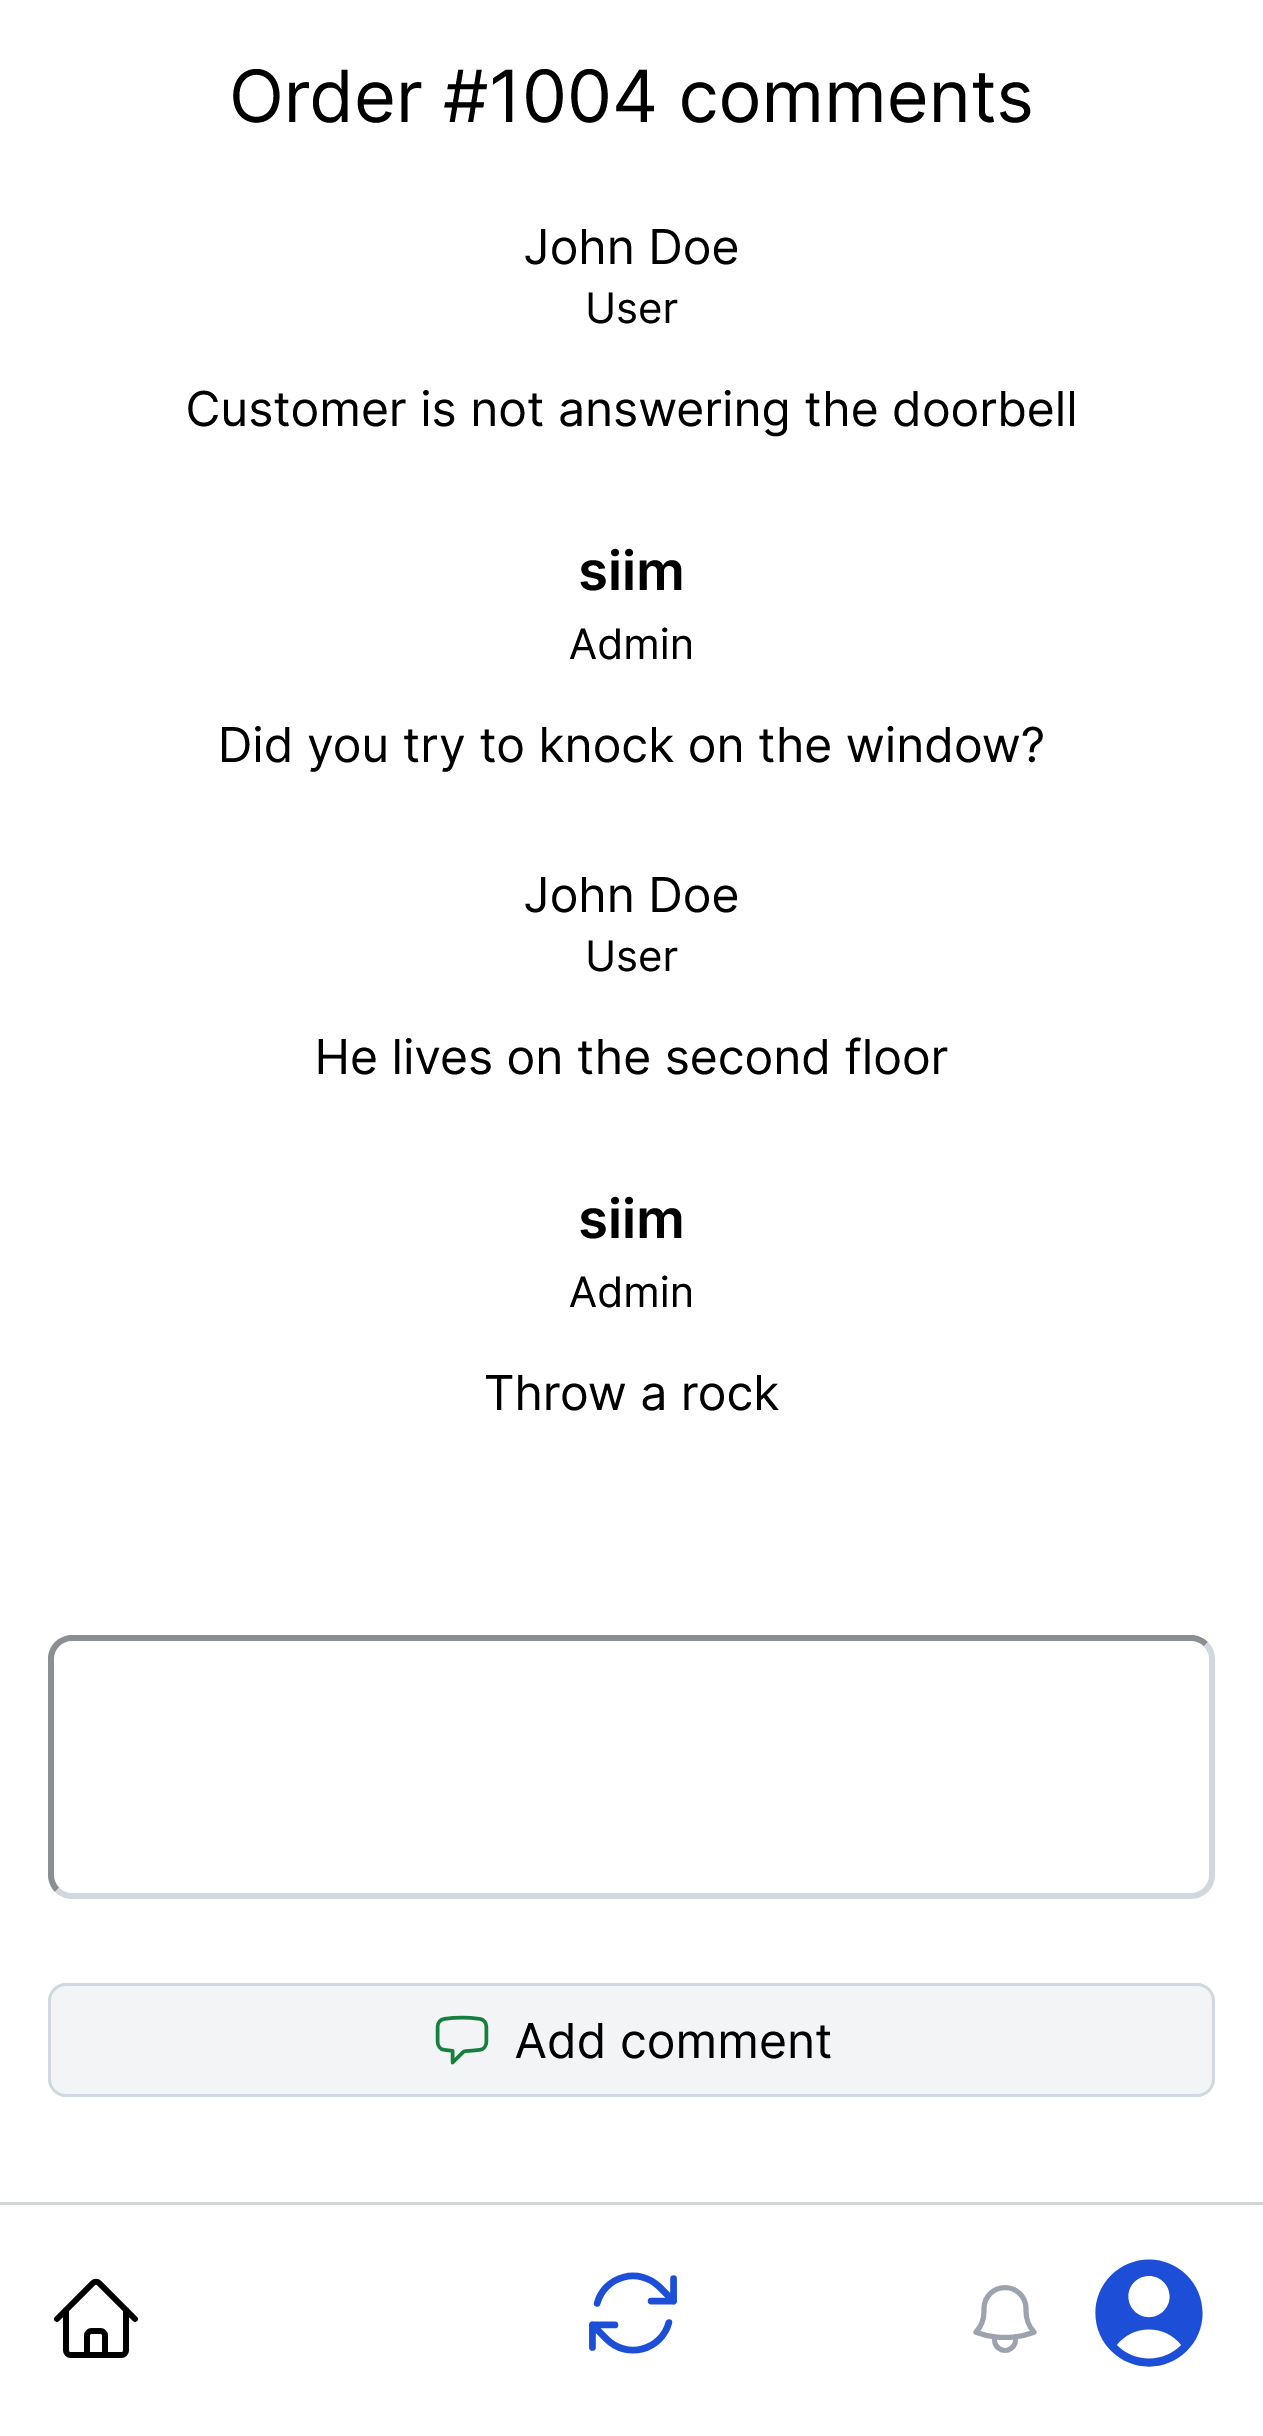 Order #1004 comments
John Doe
User
Customer is not answering the doorbell
siim
Admin
Did you try to knock on the window?
John Doe
User
He lives on the second floor
siim
Admin
Throw a rock
Add comment